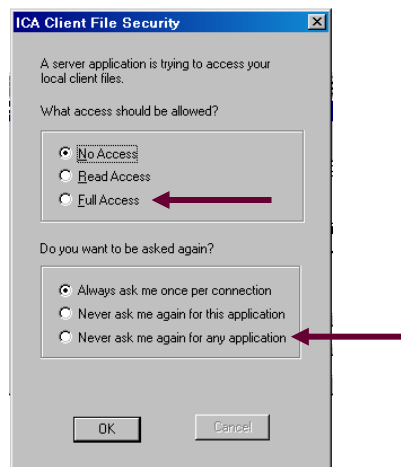 ICA Client File Security
A server application is trying to access your
local client files.
What access should be allowed?
No Access
Read Access
Full Access
Do you want to be asked again?
Always ask me once per connection
Never ask me again for this application
Never ask me again for any application
OK
Cancel